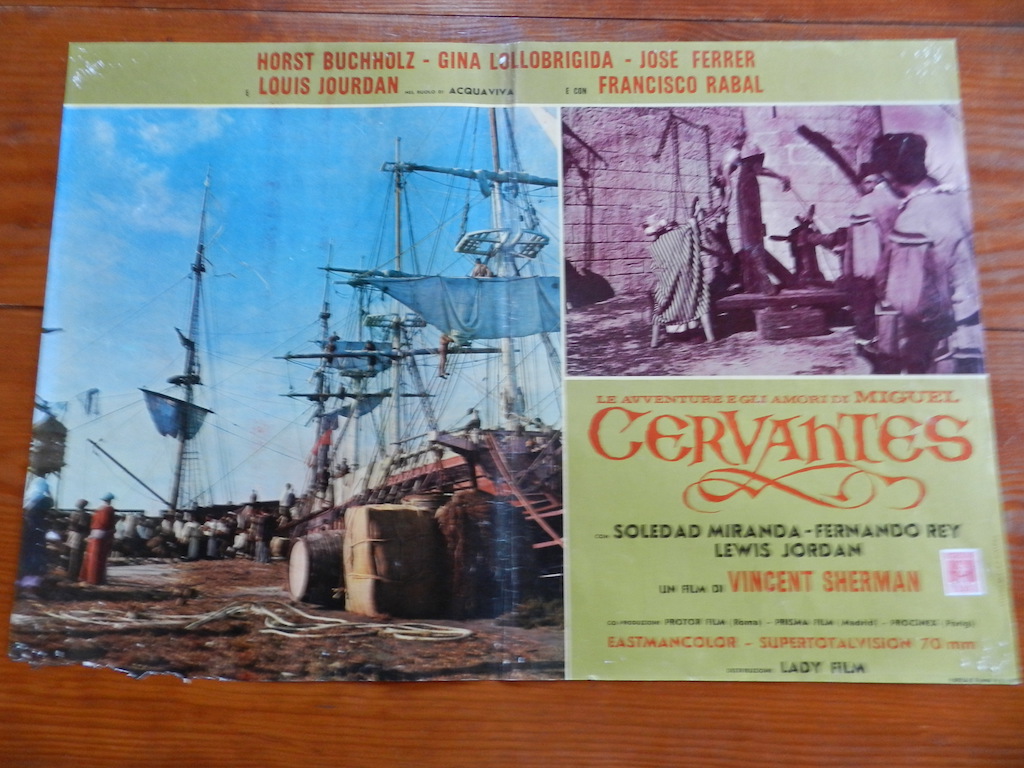 HORST BUCHHOLZ - GINA LOLLOBRIGIDA - JOSE FERRER
E LOUIS JOURDAN NEL RUOLO DI ACQUAVIVA E CON FRANCISCO RABAL
LE AVVENTURE E GLI AMORI DI MIGUEL
CERVANTES
CON SOLEDAD MIRANDA - FERNANDO REY
LEWIS JORDAN
UN FILM DI VINCENT SHERMAN
CO-PRODUZIONE PROTOR FILM (Roma) - PRISMA FILM (Madrid) - PROCINEX (Parigi)
EASTMANCOLOR - SUPERTOTALVISION 70 mm
DISTRIBUZIONE LADY FILM